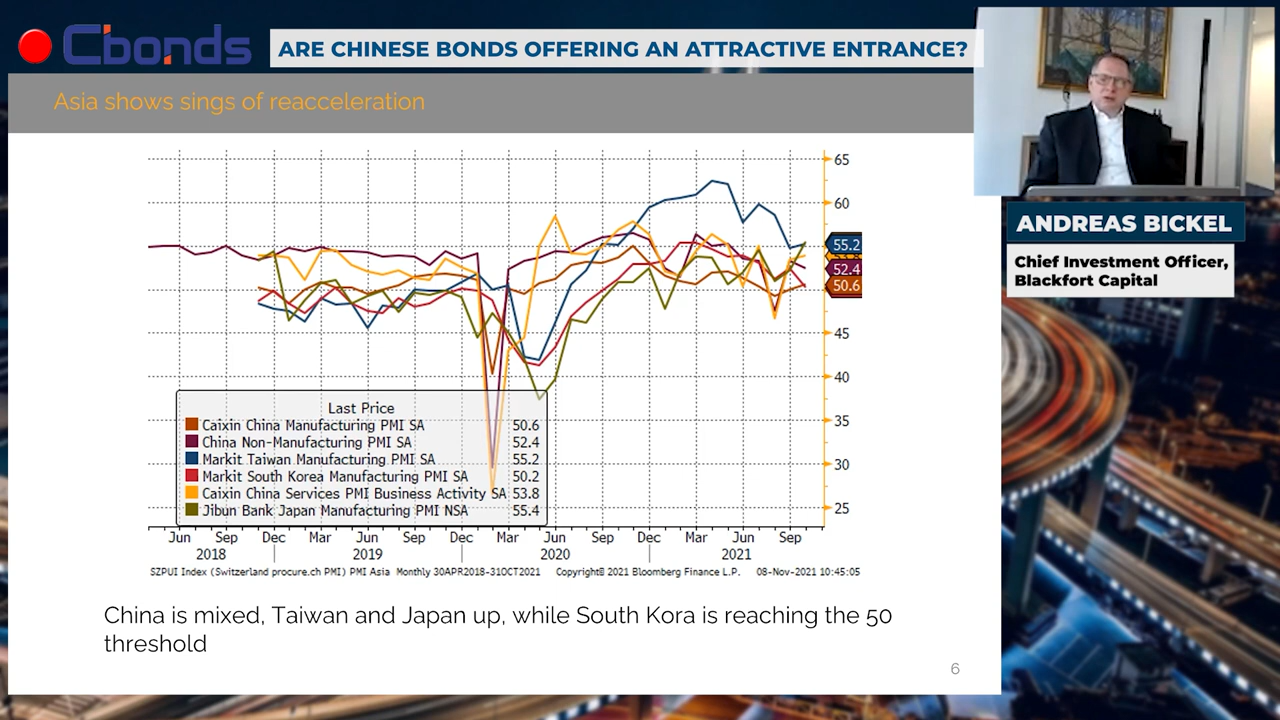 Cbonds
ARE CHINESE BONDS OFFERING AN ATTRACTIVE ENTRANCE?
Asia shows sings of reacceleration
65
60
55.2
52.4
50.6
45
40
35
30
25
Last Price
Caixin China Manufacturing PMI SA 50.6
China Non-Manufacturing PMI SA 52.4
Markit Taiwan Manufacturing PMI SA 55.2
Markit South Korea Manufacturing PMI SA 50.2
Caixin China Services PMI Business Activity SA 53.8
Jibun Bank Japan Manufacturing PMI NSA 55.4
Jun Sep Dec Mar Jun Sep Dec Mar Jun Sep Dec Mar Jun Sep
2018 2019 2020 2021
SZPUI Index (Switzerland procure.ch PMI) PMI Asia Monthly 30APR2018-31OCT2021 Copyright© 2021 Bloomberg Finance L.P. 08-Nov-2021 10:45:05
China is mixed, Taiwan and Japan up, while South Kora is reaching the 50
threshold
6
ANDREAS BICKEL
Chief Investment Officer,
Blackfort Capital